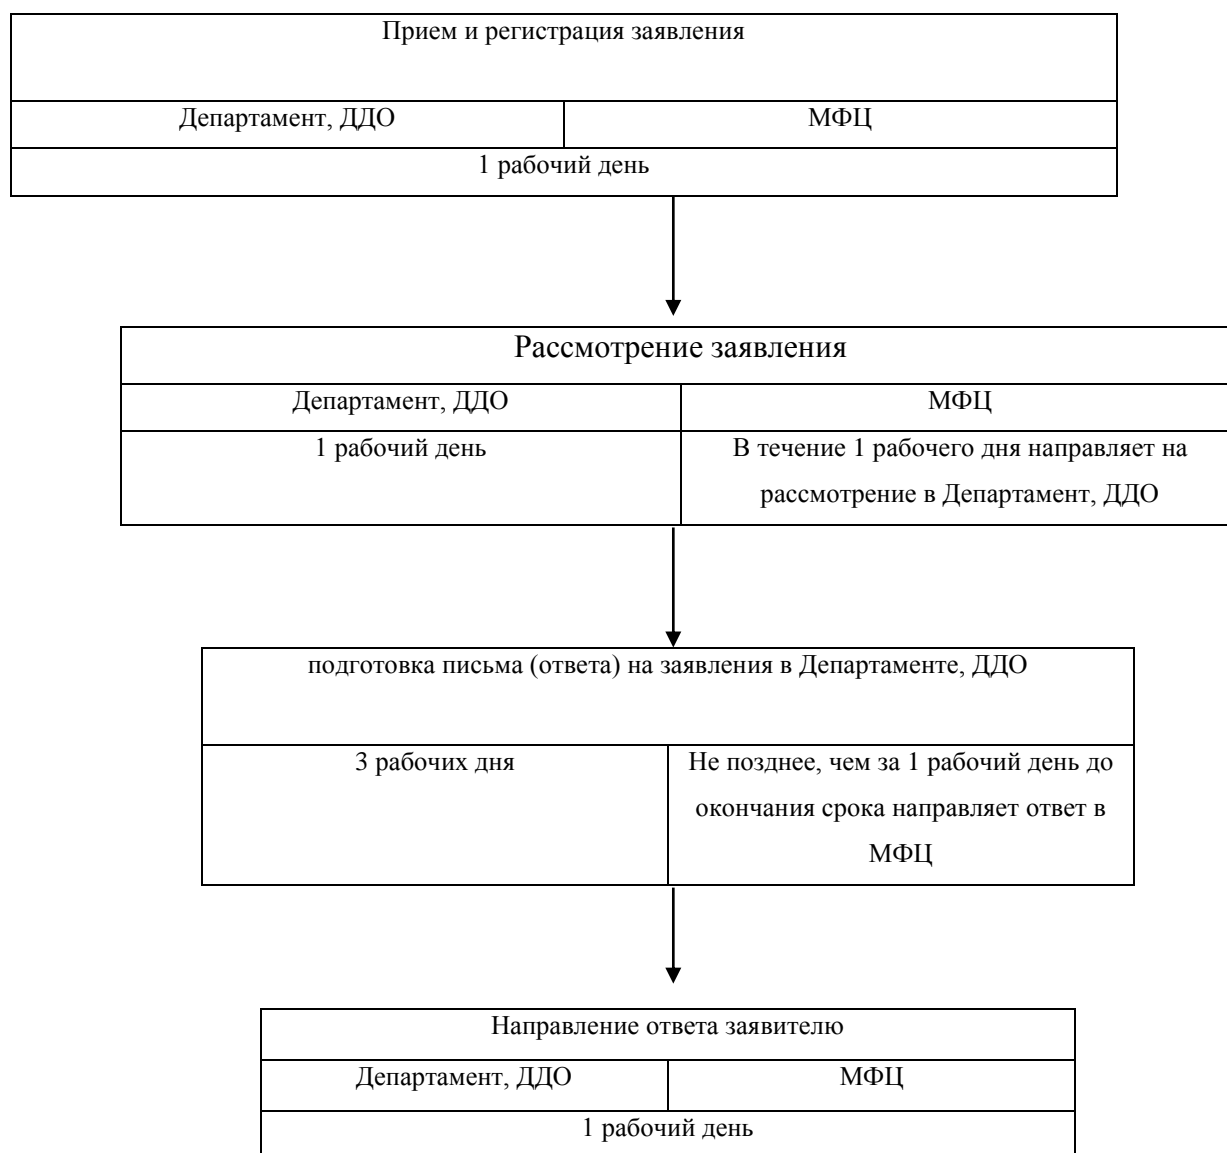 Прием и регистрация заявления
Департамент, ДДО
МФЦ
1 рабочий день
Рассмотрение заявления
Департамент, ДДО
МФЦ
1 рабочий день
В течение 1 рабочего дня направляет на
рассмотрение в Департамент, ДДО
подготовка письма (ответа) на заявления в Департаменте, ДДО
3 рабочих дня
Не позднее, чем за 1 рабочий день до
окончания срока направляет ответ в
МФЦ
Направление ответа заявителю
Департамент, ДДО
МФЦ
1 рабочий день